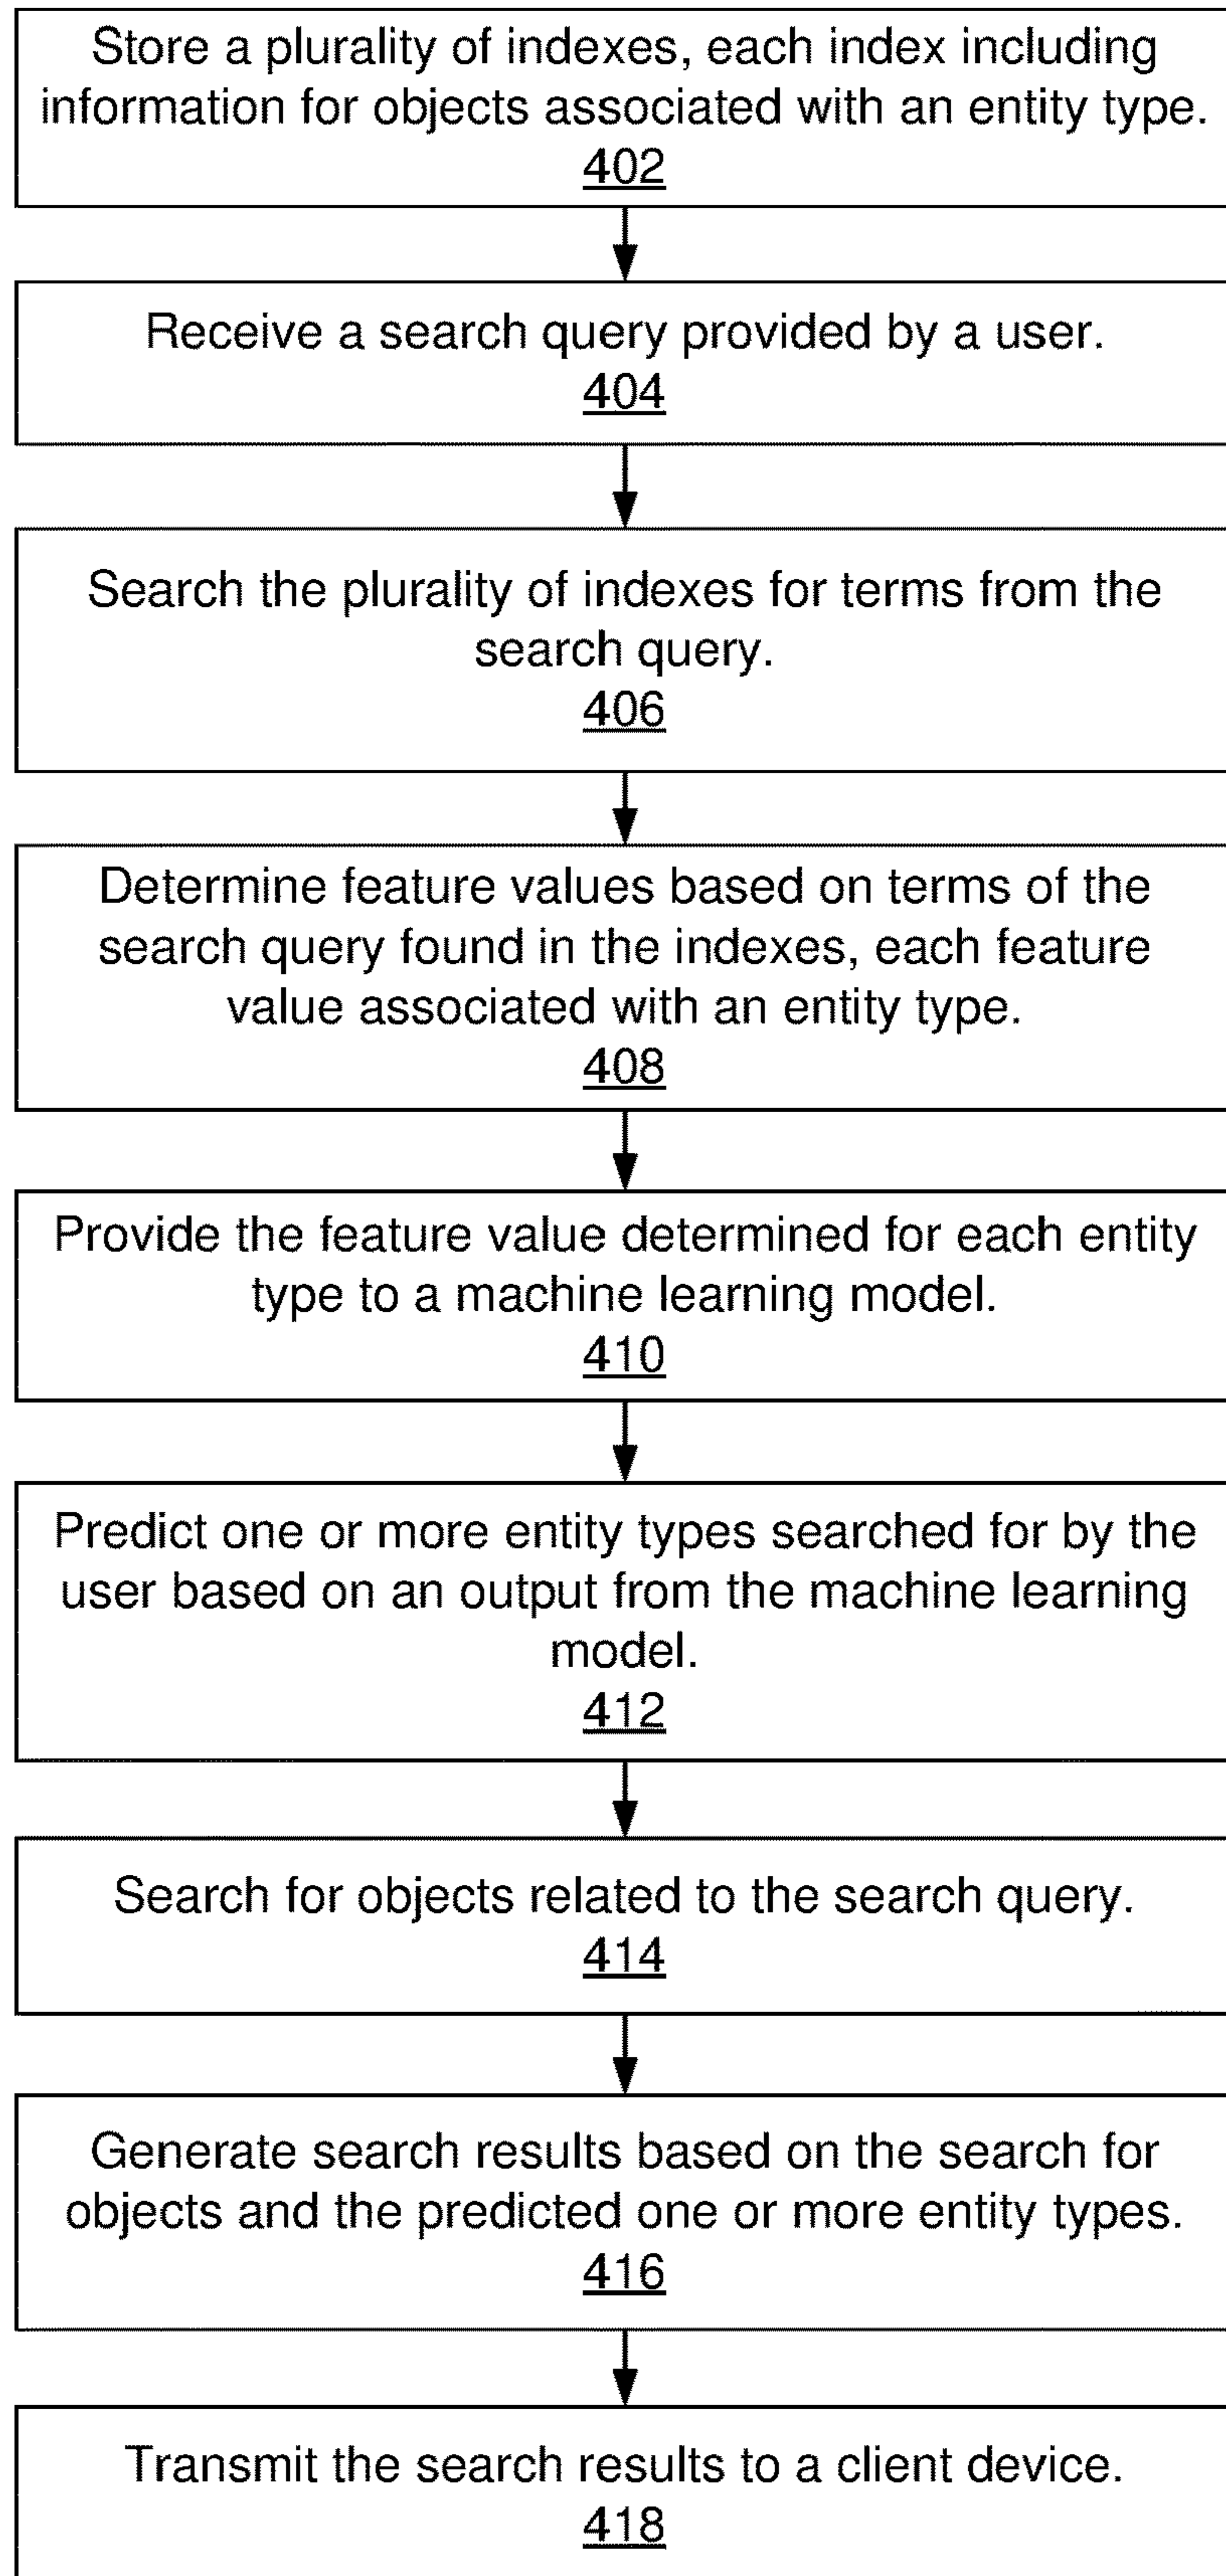 Store a plurality of indexes, each index including
information for objects associated with an entity type.
402
Receive a search query provided by a user.
404
Search the plurality of indexes for terms from the
search query.
406
Determine feature values based on terms of the
search query found in the indexes, each feature
value associated with an entity type.
408
Provide the feature value determined for each entity
type to a machine learning model.
410
Predict one or more entity types searched for by the
user based on an output from the machine learning
model.
412
Search for objects related to the search query.
414
Generate search results based on the search for
objects and the predicted one or more entity types.
416
Transmit the search results to a client device.
418